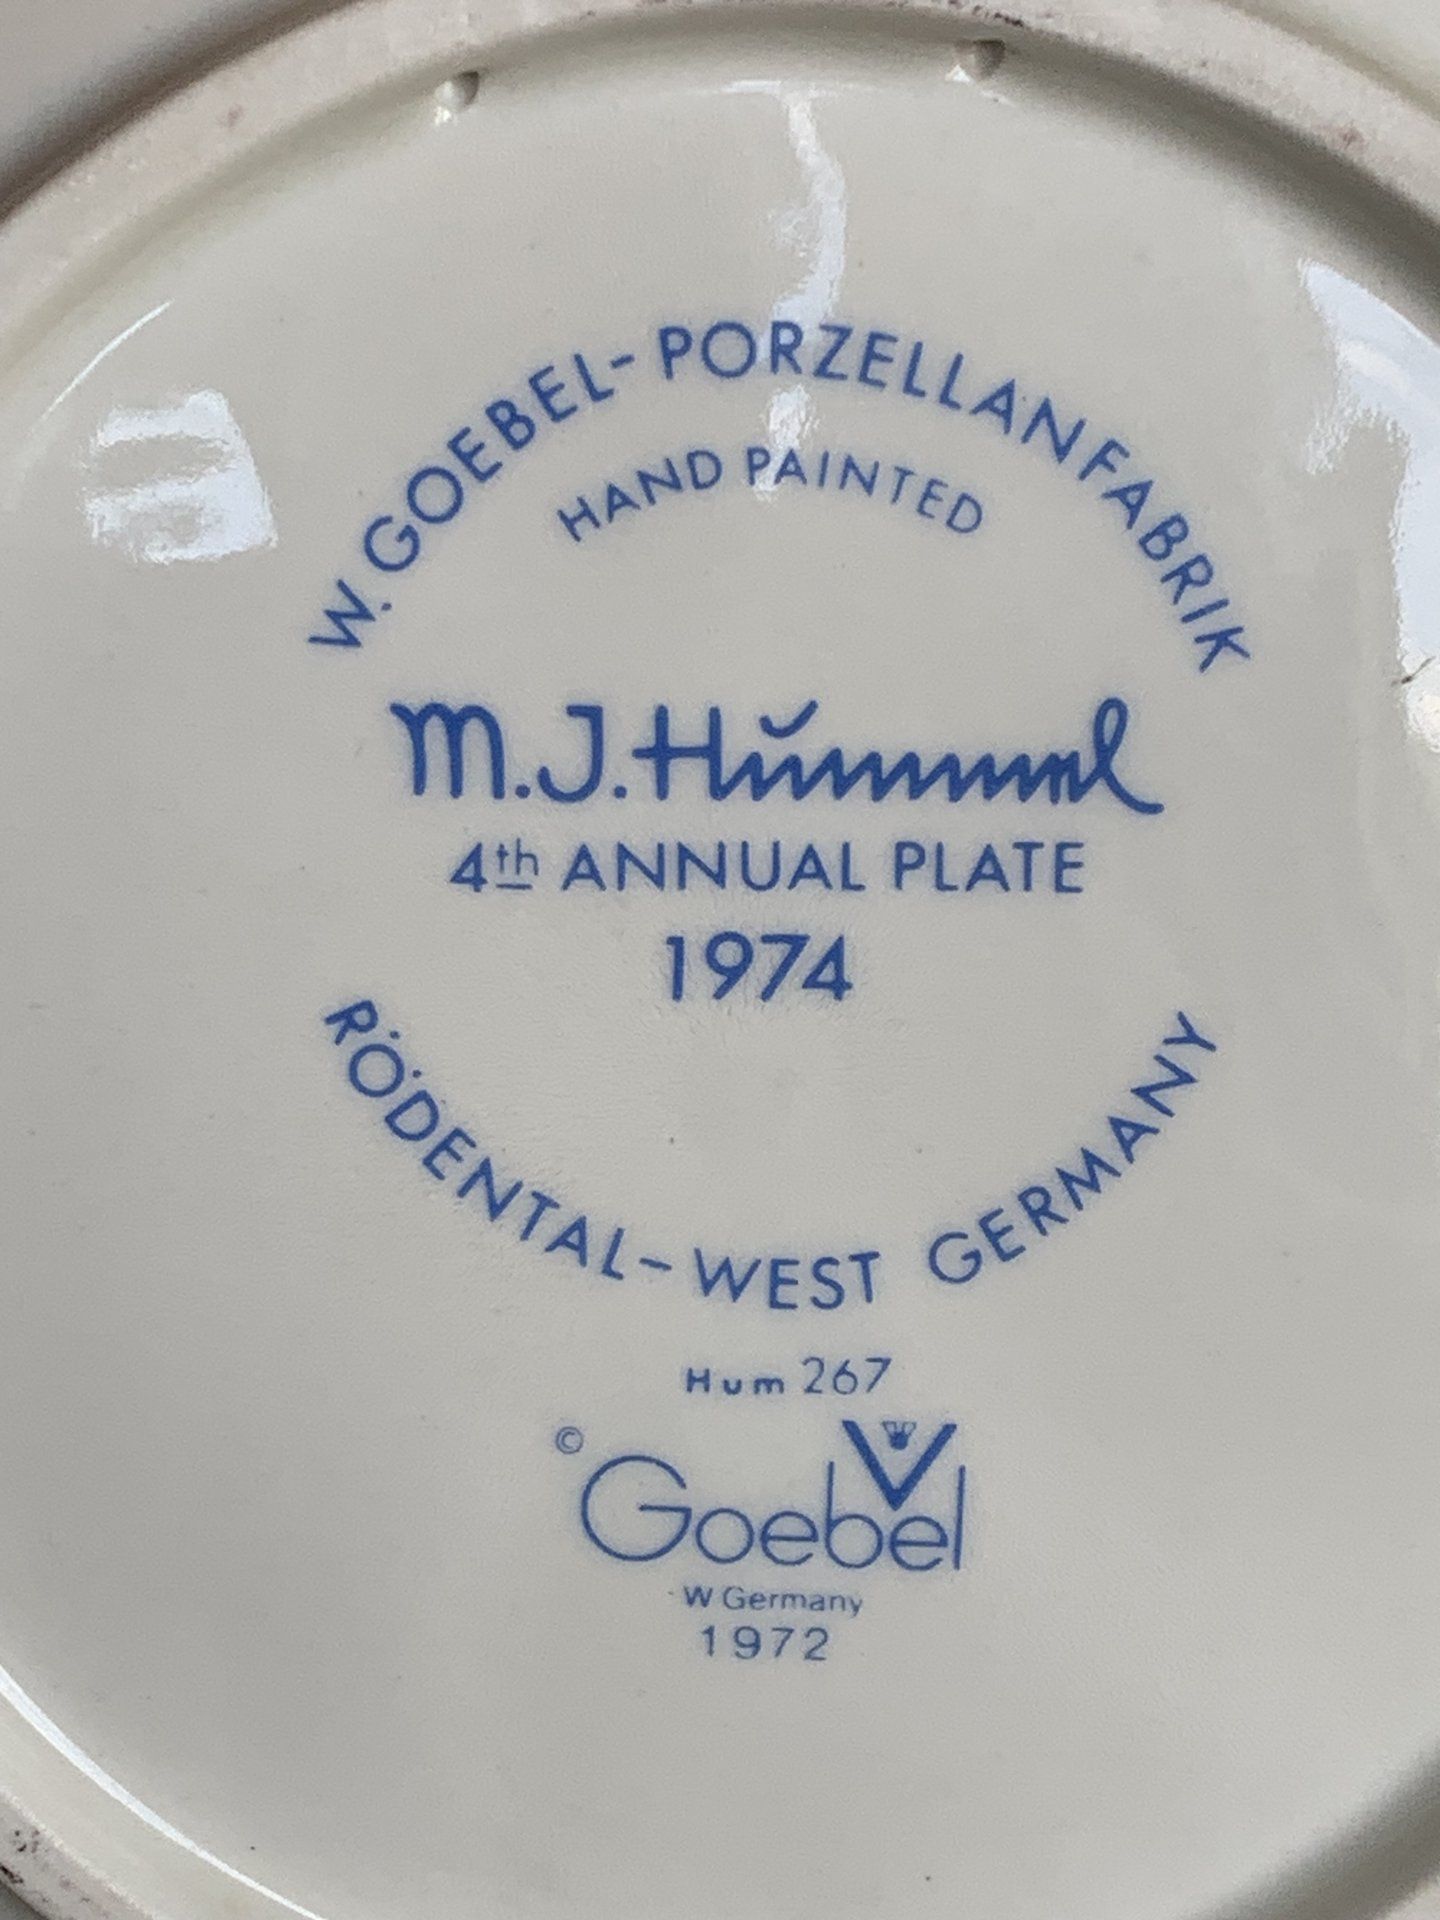 W. GOEBEL-PORZELLANFABRIK
HAND PAINTED
M.J.Hummel
4th ANNUAL PLATE
1974
RÖDENTAL-WEST GERMANY
Hum 267
© Goebel
W Germany
1972